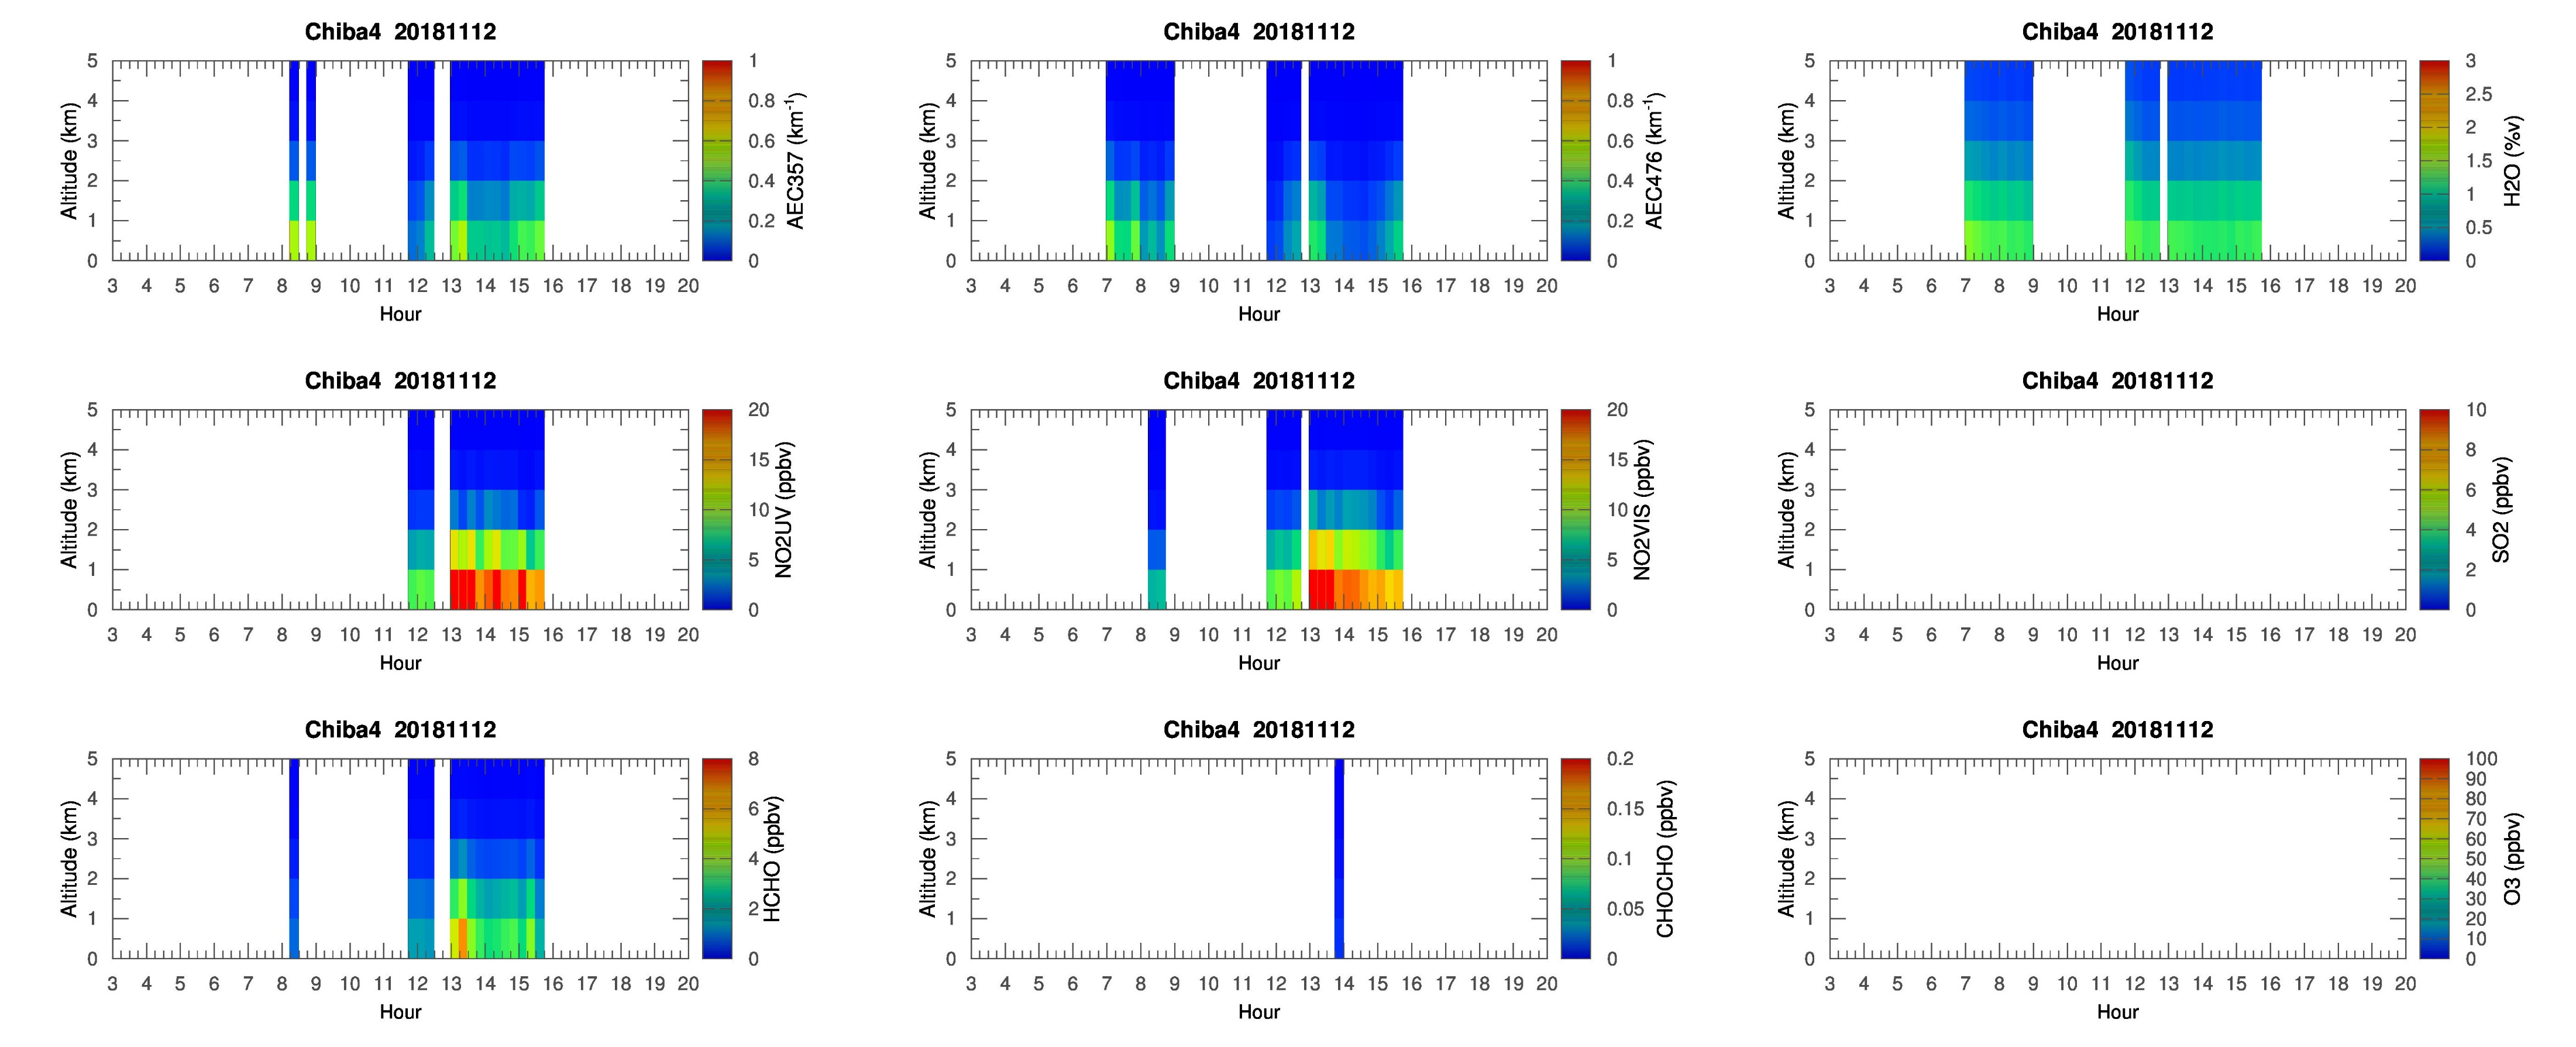 Chiba4 20181112
5
4
3
2
1
0
Altitude (km)
3 4 5 6 7 8 9 10 11 12 13 14 15 16 17 18 19 20
Hour
1
0.8
0.6
0.4
0.2
0
AEC357 (km-1)
Chiba4 20181112
5
4
3
2
1
0
Altitude (km)
3 4 5 6 7 8 9 10 11 12 13 14 15 16 17 18 19 20
Hour
1
0.8
0.6
0.4
0.2
0
AEC476 (km-1)
Chiba4 20181112
5
4
3
2
1
0
Altitude (km)
3 4 5 6 7 8 9 10 11 12 13 14 15 16 17 18 19 20
Hour
3
2.5
2
1.5
1
0.5
0
H2O (%v)
Chiba4 20181112
5
4
3
2
1
0
Altitude (km)
3 4 5 6 7 8 9 10 11 12 13 14 15 16 17 18 19 20
Hour
20
15
10
5
0
NO2UV (ppbv)
Chiba4 20181112
5
4
3
2
1
0
Altitude (km)
3 4 5 6 7 8 9 10 11 12 13 14 15 16 17 18 19 20
Hour
20
15
10
5
0
NO2VIS (ppbv)
Chiba4 20181112
5
4
3
2
1
0
Altitude (km)
3 4 5 6 7 8 9 10 11 12 13 14 15 16 17 18 19 20
Hour
10
8
6
4
2
0
SO2 (ppbv)
Chiba4 20181112
5
4
3
2
1
0
Altitude (km)
3 4 5 6 7 8 9 10 11 12 13 14 15 16 17 18 19 20
Hour
8
6
4
2
0
HCHO (ppbv)
Chiba4 20181112
5
4
3
2
1
0
Altitude (km)
3 4 5 6 7 8 9 10 11 12 13 14 15 16 17 18 19 20
Hour
0.2
0.15
0.1
0.05
0
CHOCHO (ppbv)
Chiba4 20181112
5
4
3
2
1
0
Altitude (km)
3 4 5 6 7 8 9 10 11 12 13 14 15 16 17 18 19 20
Hour
100
90
80
70
60
50
40
30
20
10
0
O3 (ppbv)